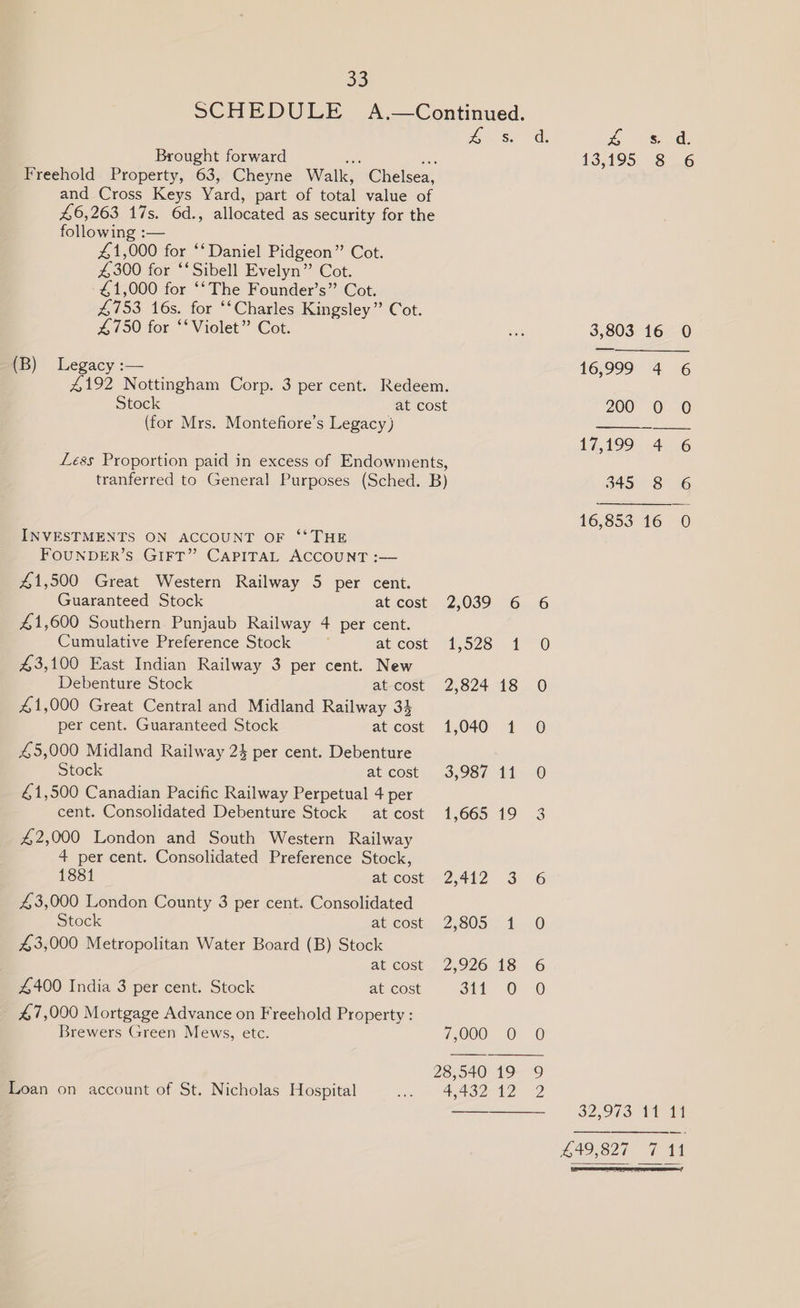 33
SCHEDULE A.—Continued.
£ s. d. £ s. d.
Brought forward ... ... 13,195 8 6
Freehold Property, 63, Cheyne Walk, Chelsea,
and Cross Keys Yard, part of total value of
£6,263 17s. 6d., allocated as security for the
following :—
£1,000 for “Daniel Pidgeon” Cot.
£300 for “Sibell Evelyn” Cot.
£1,000 for “The Founder’s” Cot.
£753 16s. for “Charles Kingsley” Cot.
£750 for “Violet” Cot. ... 3,803 16 0
16,999 4 6
(B) Legacy :—
£192 Nottingham Corp. 3 per cent. Redeem.
Stock at cost 200 0 0
(for Mrs. Montefiore’s Legacy)
17,199 4 6
Less Proportion paid in excess of Endowments,
tranferred to General Purposes (Sched. B) 345 8 6
16,853 16 0
INVESTMENTS ON ACCOUNT OF “THE
FOUNDER’S GIFT” CAPITAL ACCOUNT :—
£1,500 Great Western Railway 5 per cent.
Guaranteed Stock at cost 2,039 6 6
£1,600 Southern Punjaub Railway 4 per cent.
Cumulative Preference Stock at cost 1,528 1 0
£3,100 East Indian Railway 3 per cent. New
Debenture Stock at cost 2,824 18 0
£1,000 Great Central and Midland Railway 3½
per cent. Guaranteed Stock at cost 1,040 1 0
£5,000 Midland Railway 2½ per cent. Debenture
Stock at cost 3,987 11 0
£1,500 Canadian Pacific Railway Perpetual 4 per
cent. Consolidated Debenture Stock at cost 1,665 19 3
£2,000 London and South Western Railway
4 per cent. Consolidated Preference Stock,
1881 at cost 2,412 3 6
£3,000 London County 3 per cent. Consolidated
Stock at cost 2,805 1 0
£3,000 Metropolitan Water Board (B) Stock
at cost 2,926 18 6
£400 India 3 per cent. Stock at cost 311 0 0
£7,000 Mortgage Advance on Freehold Property :
Brewers Green Mews, etc. 7,000 0 0
28,540 19 9
Loan on account of St. Nicholas Hospital ... 4,432 12 2
32,973 11 11
£49,827 7 11